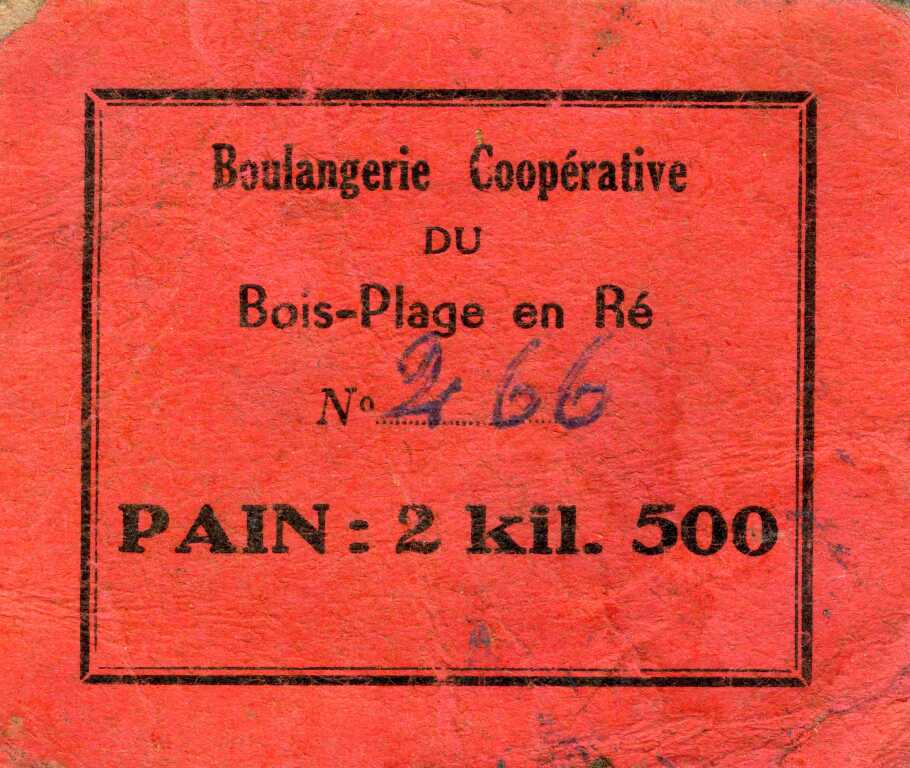 Boulangerie Coopérative
DU
Bois-Plage en Ré
No 266
PAIN : 2 kil. 500